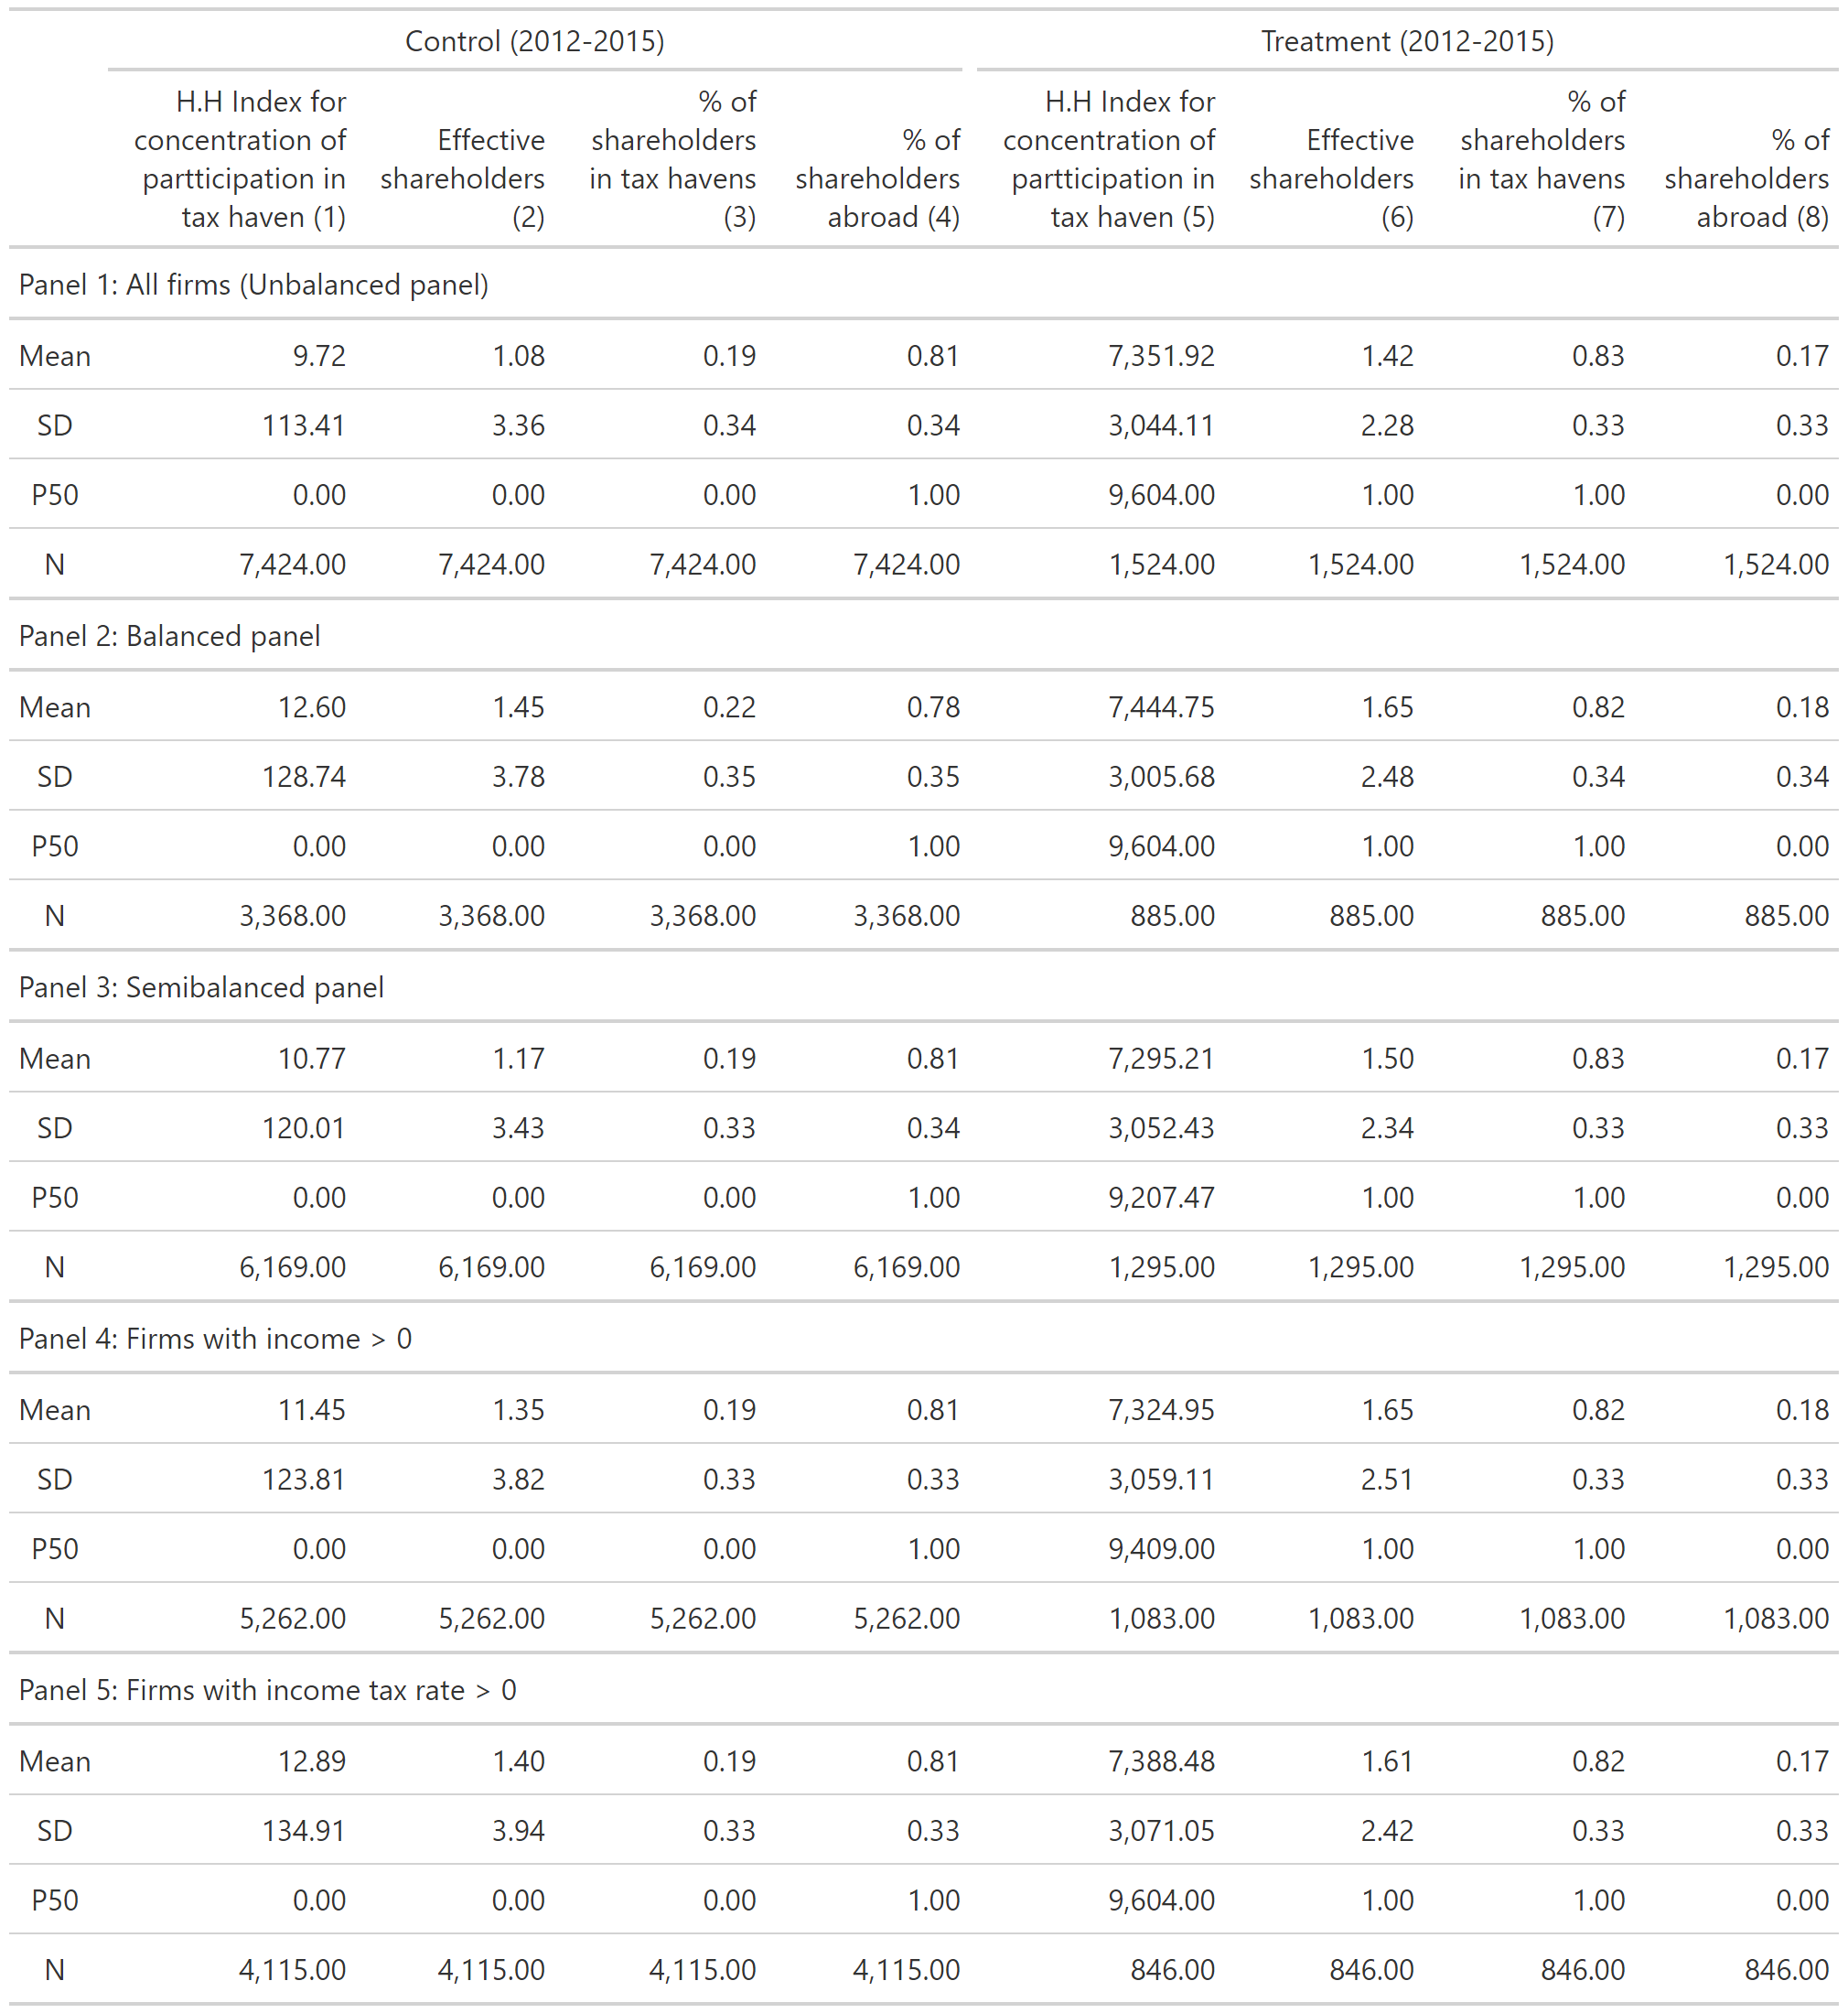 Control (2012-2015) Treatment (2012-2015)
H.H Index for % of H.H Index for % of
concentration of Effective shareholders % of concentration of Effective shareholders % of
partticipation in shareholders in tax havens shareholders partticipation in shareholders in tax havens shareholders
tax haven (1) (2) (3) abroad (4) tax haven (5) (6) (7) abroad (8)
Panel 1: All firms (Unbalanced panel)
Mean 9.72 1.08 0.19 0.81 7,351.92 1.42 0.83 0.17
SD 113.41 3.36 0.34 0.34 3,044.11 2.28 0.33 0.33
P50 0.00 0.00 0.00 1.00 9,604.00 1.00 1.00 0.00
N 7,424.00 7,424.00 7,424.00 7,424.00 1,524.00 1,524.00 1,524.00 1,524.00
Panel 2: Balanced panel
Mean 12.60 1.45 0.22 0.78 7,444.75 1.65 0.82 0.18
SD 128.74 3.78 0.35 0.35 3,005.68 2.48 0.34 0.34
P50 0.00 0.00 0.00 1.00 9,604.00 1.00 1.00 0.00
N 3,368.00 3,368.00 3,368.00 3,368.00 885.00 885.00 885.00 885.00
Panel 3: Semibalanced panel
Mean 10.77 1.17 0.19 0.81 7,295.21 1.50 0.83 0.17
SD 120.01 3.43 0.33 0.34 3,052.43 2.34 0.33 0.33
P50 0.00 0.00 0.00 1.00 9,207.47 1.00 1.00 0.00
N 6,169.00 6,169.00 6,169.00 6,169.00 1,295.00 1,295.00 1,295.00 1,295.00
Panel 4: Firms with income > 0
Mean 11.45 1.35 0.19 0.81 7,324.95 1.65 0.82 0.18
SD 123.81 3.82 0.33 0.33 3,059.11 2.51 0.33 0.33
P50 0.00 0.00 0.00 1.00 9,409.00 1.00 1.00 0.00
N 5,262.00 5,262.00 5,262.00 5,262.00 1,083.00 1,083.00 1,083.00 1,083.00
Panel 5: Firms with income tax rate > 0
Mean 12.89 1.40 0.19 0.81 7,388.48 1.61 0.82 0.17
SD 134.91 3.94 0.33 0.33 3,071.05 2.42 0.33 0.33
P50 0.00 0.00 0.00 1.00 9,604.00 1.00 1.00 0.00
N 4,115.00 4,115.00 4,115.00 4,115.00 846.00 846.00 846.00 846.00